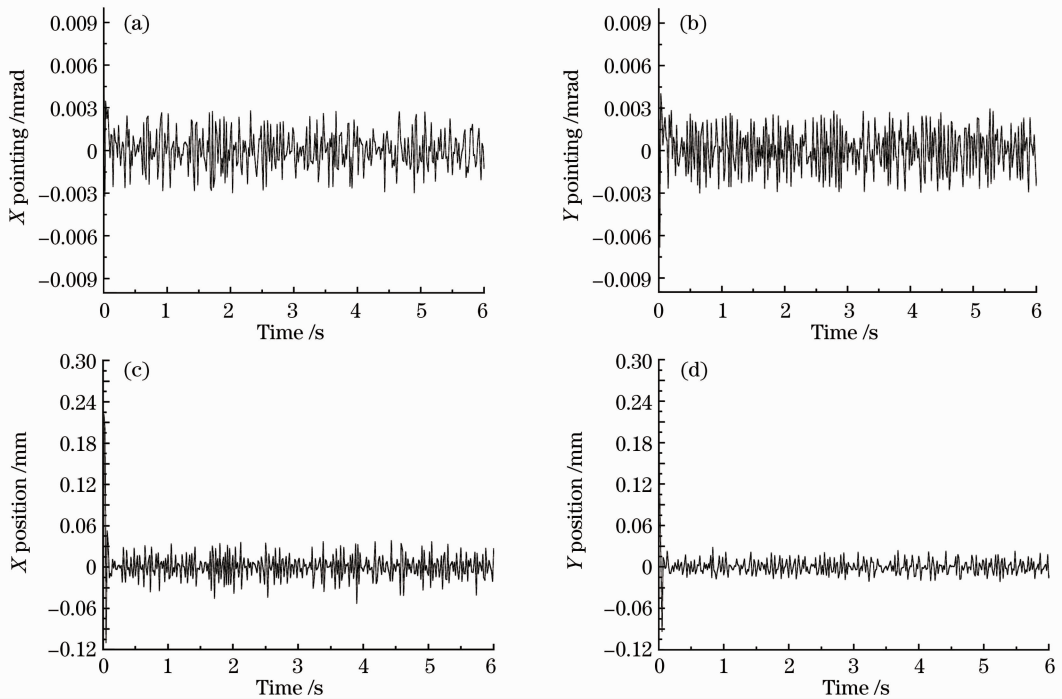 (a)
X pointing /mrad
0.009
0.006
0.003
0
−0.003
−0.006
−0.009
0 1 2 3 4 5 6
Time /s
(b)
Y pointing /mrad
0.009
0.006
0.003
0
−0.003
−0.006
−0.009
0 1 2 3 4 5 6
Time /s
(c)
X position /mm
0.30
0.24
0.18
0.12
0.06
0
−0.06
−0.12
0 1 2 3 4 5 6
Time /s
(d)
Y position /mm
0.30
0.24
0.18
0.12
0.06
0
−0.06
−0.12
0 1 2 3 4 5 6
Time /s